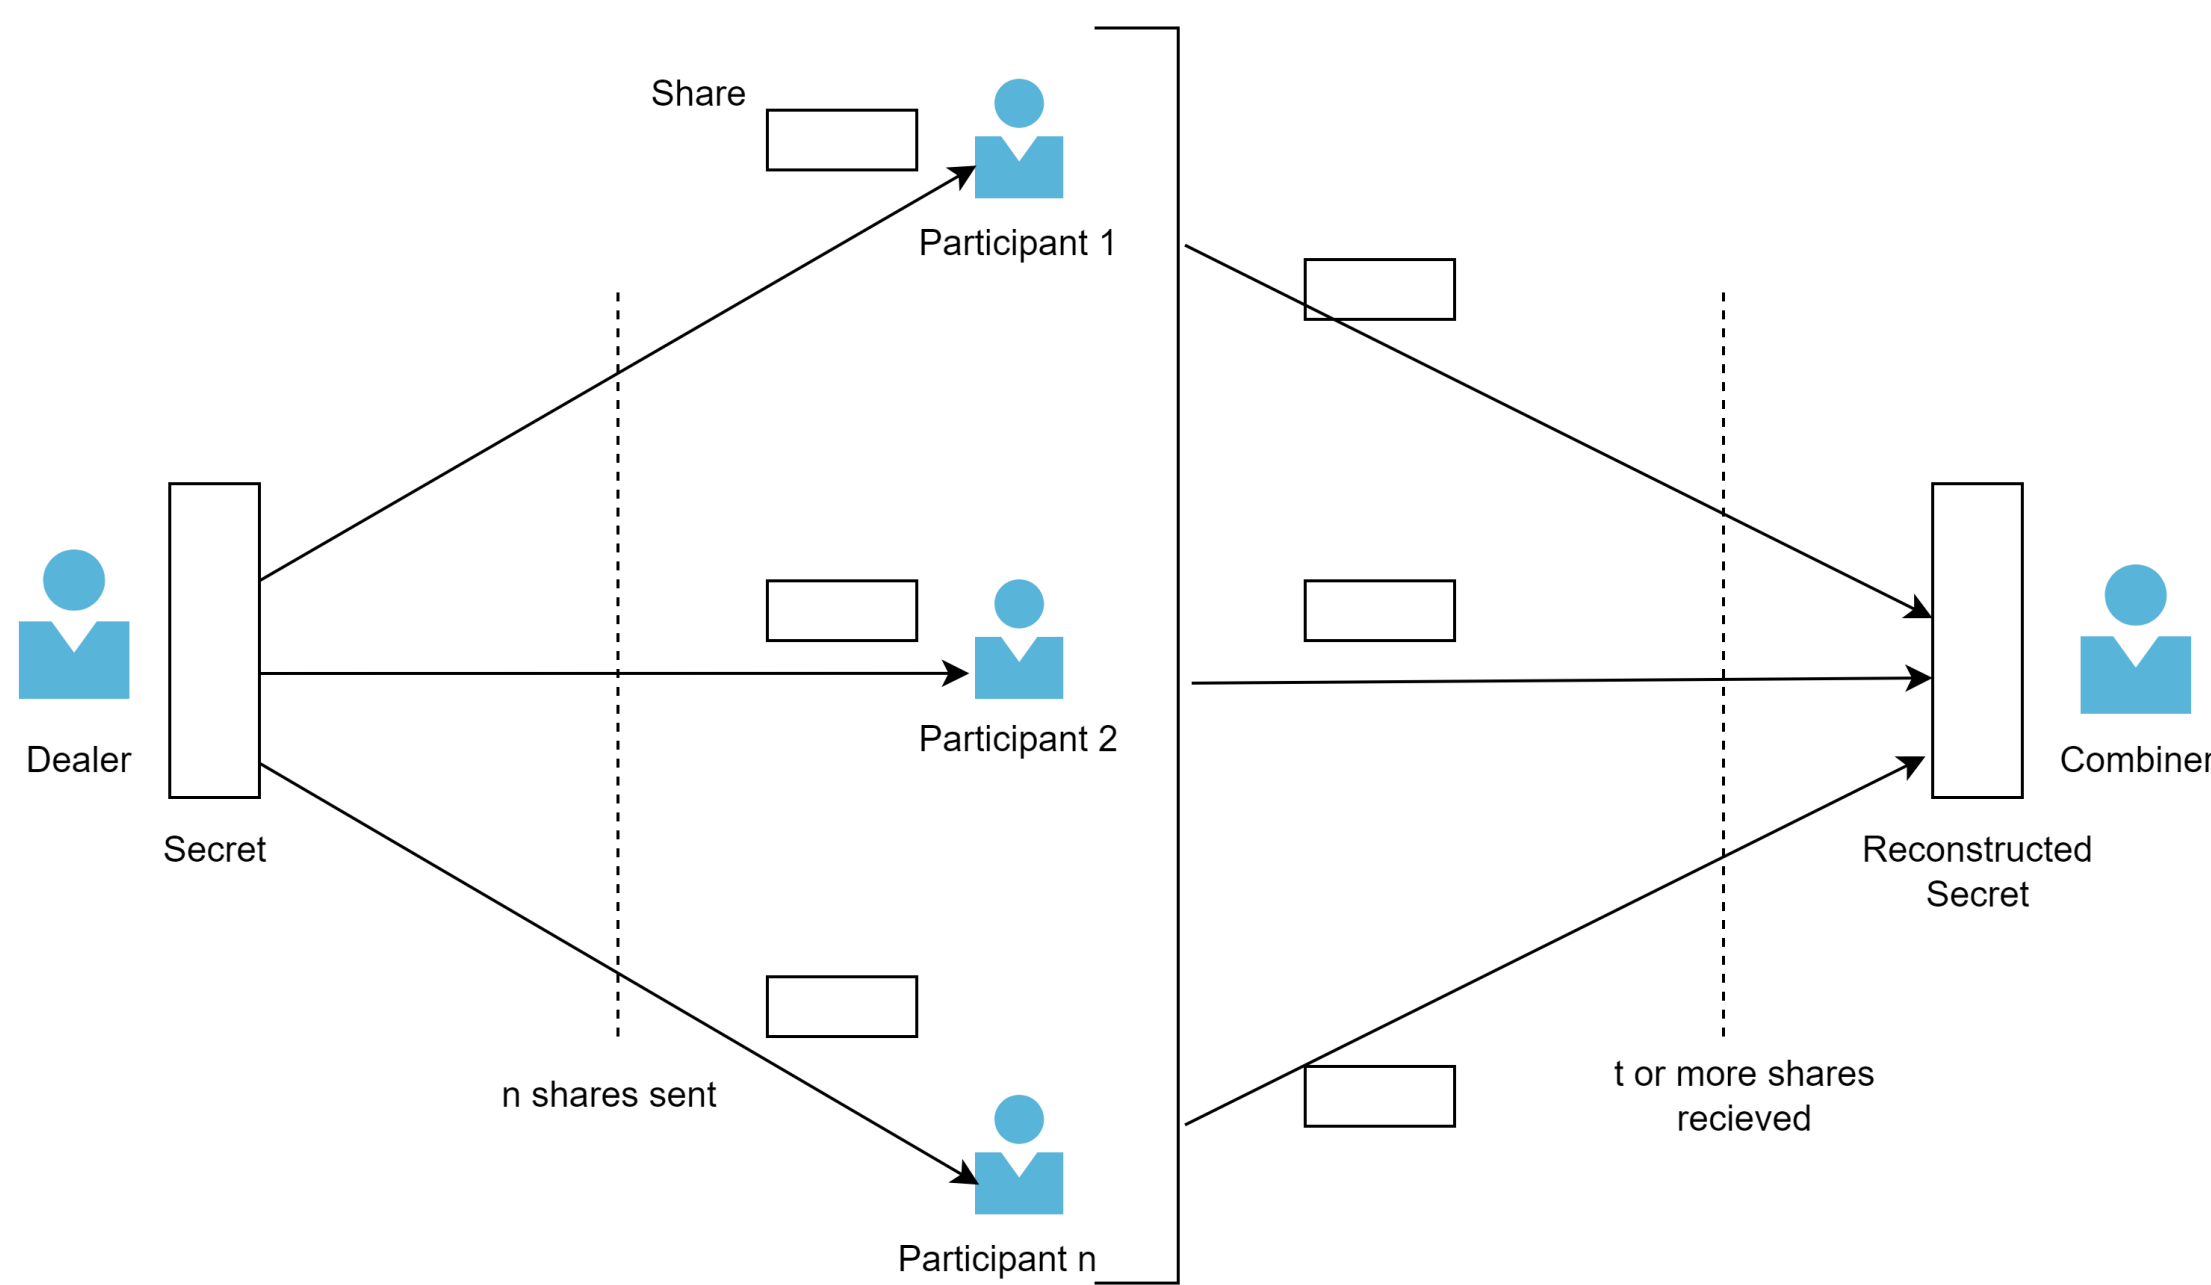 Share
Participant 1
Participant 2
Dealer
Combiner
Secret
Reconstructed
Secret
n shares sent
t or more shares
recieved
Participant n